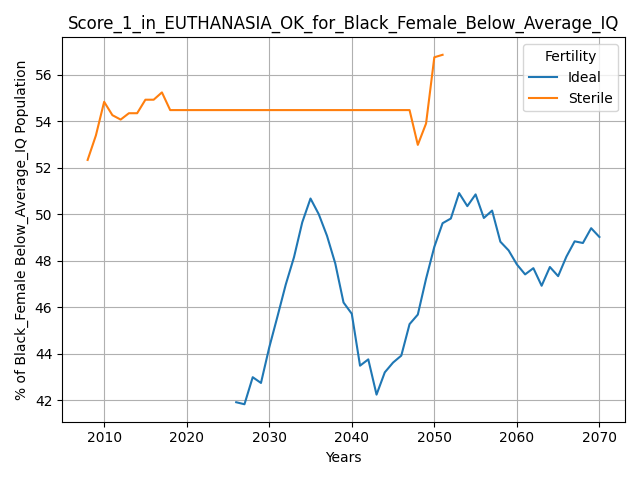 Score_1_in_EUTHANASIA_OK_for_Black_Female_Below_Average_IQ
% of Black_Female Below_Average_IQ Population
56
54
52
50
48
46
44
42
Fertility
Ideal
Sterile
2010 2020 2030 2040 2050 2060 2070
Years